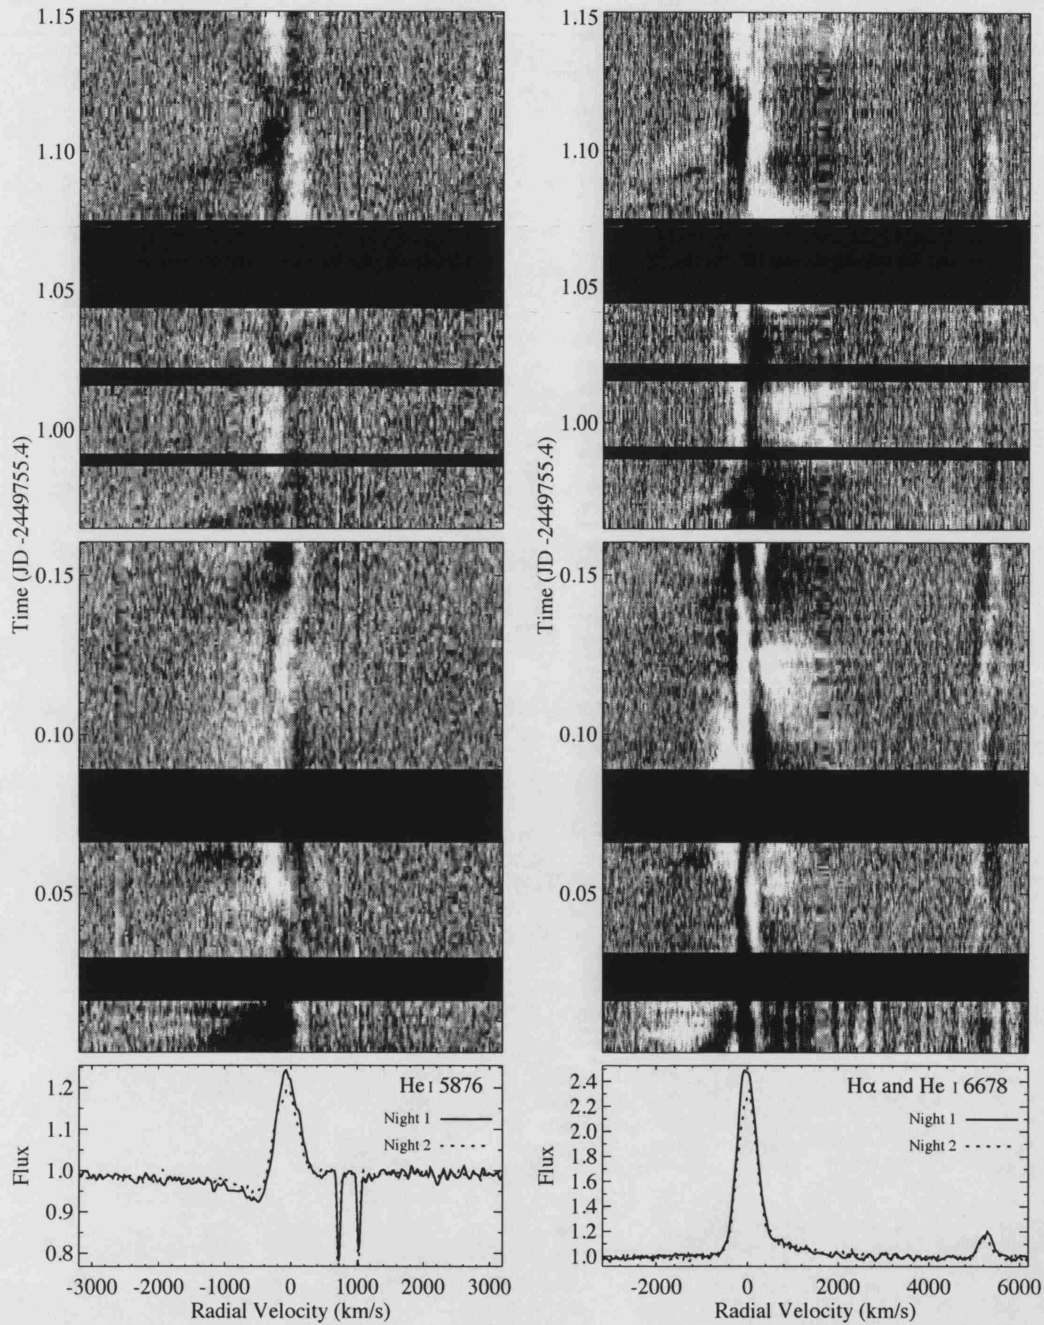 1.15
1.10
1.05
1.00
0.15
0.10
0.05
Time (JD -2449755.4)
1.15
1.10
1.05
1.00
0.15
0.10
0.05
Time (JD -2449755.4)
He I 5876
Night 1
Night 2
1.2
1.1
1.0
0.9
0.8
Flux
-3000 -2000 -1000 0 1000 2000 3000
Radial Velocity (km/s)
Hα and He I 6678
Night 1
Night 2
2.4
2.2
2.0
1.8
1.6
1.4
1.2
1.0
Flux
-2000 0 2000 4000 6000
Radial Velocity (km/s)